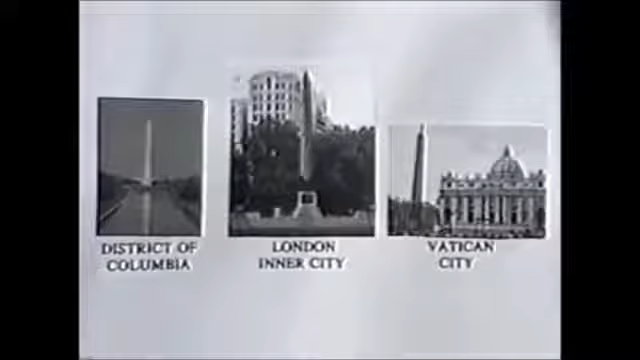 DISTRICT OF
COLUMBIA
LONDON
INNER CITY
VATICAN
CITY